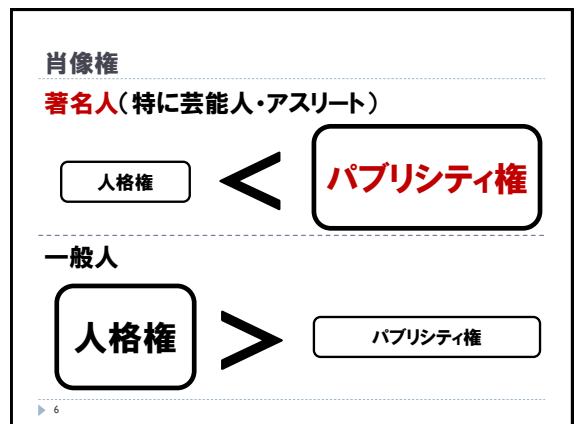 肖像権
著名人(特に芸能人・アスリート)
人格権 < パブリシティ権
一般人
人格権 > パブリシティ権
6